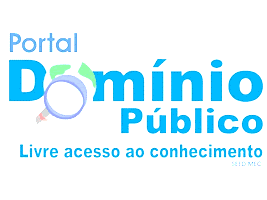 Portal
Domínio
Público
Livre acesso ao conhecimento